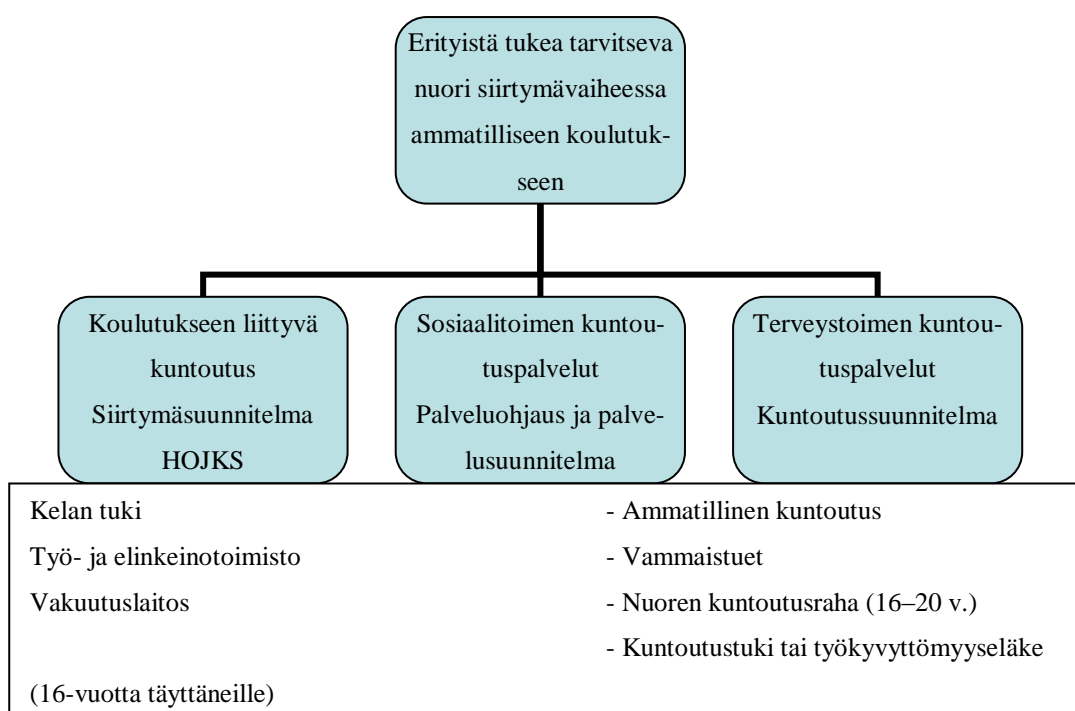 Erityistä tukea tarvitseva
nuori siirtymävaiheessa
ammatilliseen koulutuk-
seen
Koulutukseen liittyvä
kuntoutus
Siirtymäsuunnitelma
HOJKS
Sosiaalitoimen kuntou-
tuspalvelut
Palveluohjaus ja palve-
lusuunnitelma
Terveystoimen kuntou-
tuspalvelut
Kuntoutussuunnitelma
Kelan tuki - Ammatillinen kuntoutus
Työ- ja elinkeinotoimisto - Vammaistuet
Vakuutuslaitos - Nuoren kuntoutusraha (16–20 v.)
- Kuntoutustuki tai työkyvyttömyyseläke
(16-vuotta täyttäneille)